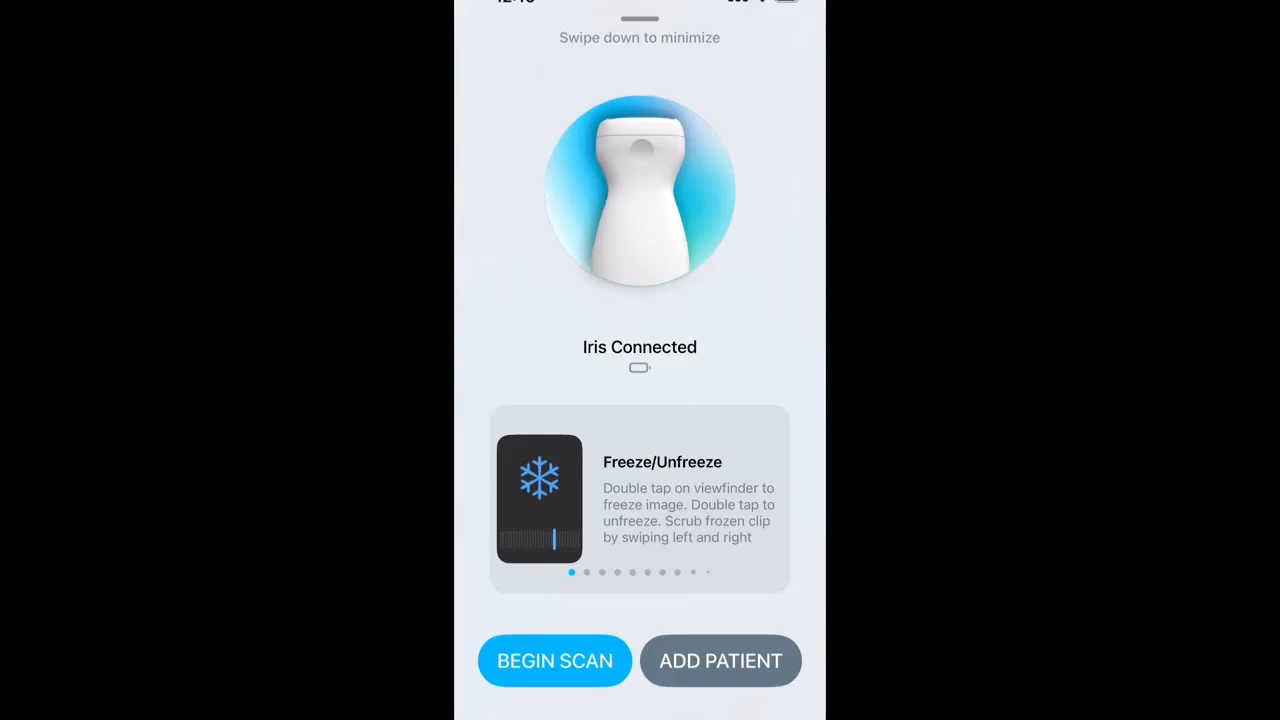 Swipe down to minimize
Iris Connected
Freeze/Unfreeze
Double tap on viewfinder to
freeze image. Double tap to
unfreeze. Scrub frozen clip
by swiping left and right
BEGIN SCAN
ADD PATIENT